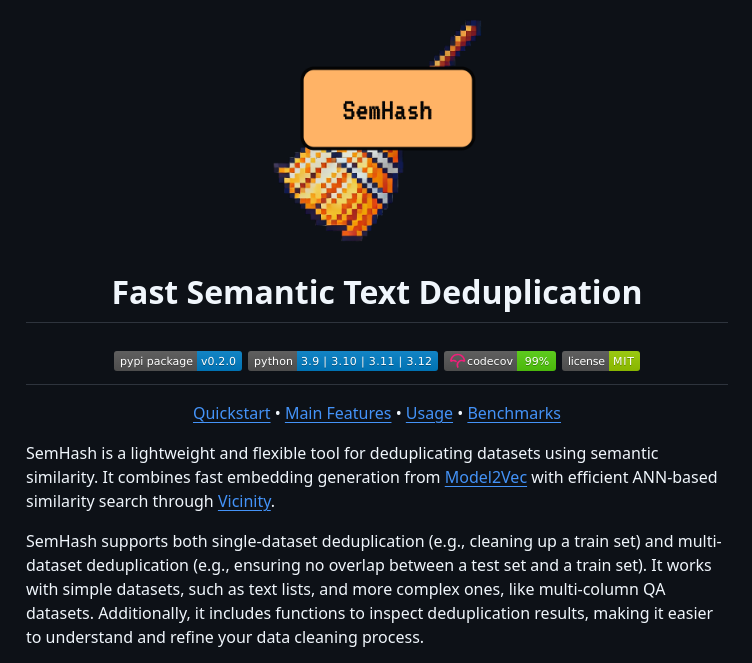 SemHash
Fast Semantic Text Deduplication
pypi package v0.2.0 python 3.9 | 3.10 | 3.11 | 3.12 codecov 99% license MIT
Quickstart • Main Features • Usage • Benchmarks
SemHash is a lightweight and flexible tool for deduplicating datasets using semantic
similarity. It combines fast embedding generation from Model2Vec with efficient ANN-based
similarity search through Vicinity.
SemHash supports both single-dataset deduplication (e.g., cleaning up a train set) and multi-
dataset deduplication (e.g., ensuring no overlap between a test set and a train set). It works
with simple datasets, such as text lists, and more complex ones, like multi-column QA
datasets. Additionally, it includes functions to inspect deduplication results, making it easier
to understand and refine your data cleaning process.